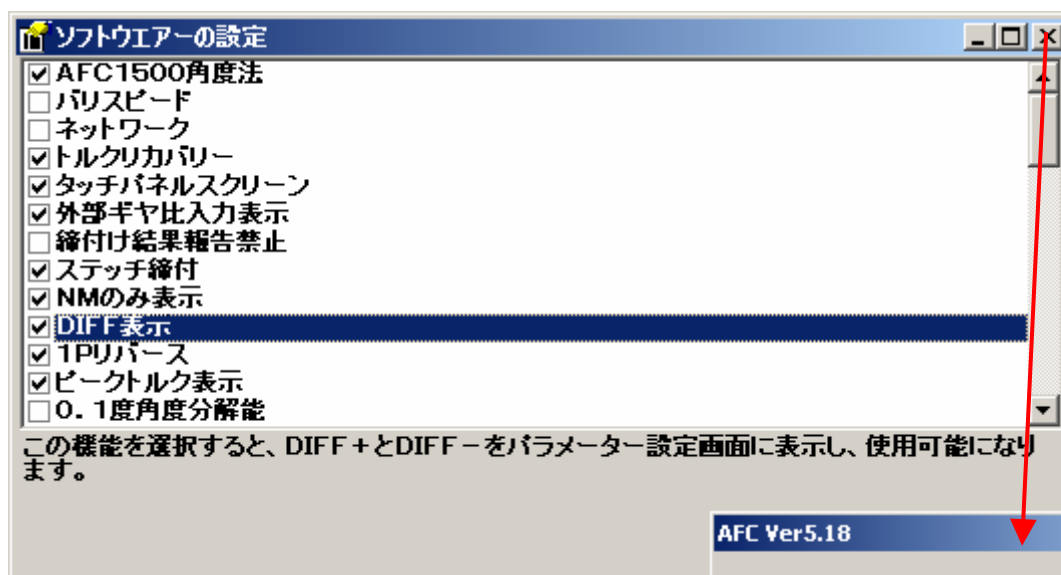 ソフトウエアーの設定
AFC1500角度法
バリスピード
ネットワーク
トルクリカバリー
タッチパネルスクリーン
外部ギヤ比入力表示
締付け結果報告禁止
ステッチ締付
NMのみ表示
DIFF表示
1Pリバース
ピークトルク表示
0.1度角度分解能
この機能を選択すると、DIFF+とDIFF-をパラメーター設定画面に表示し、使用可能になり
ます。
AFC Ver5.18